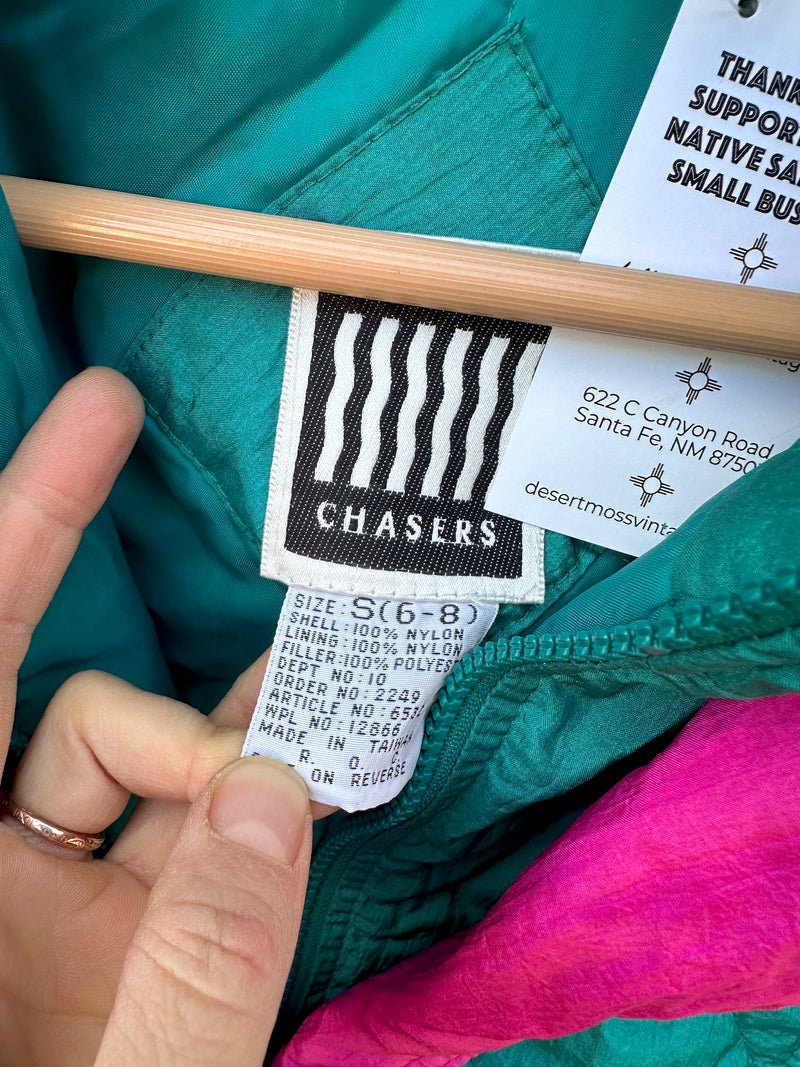 THANK
SUPPOR
NATIVE SA
SMALL BUS
622 C Canyon Road
Santa Fe, NM 87507
desertmossvinta
CHASERS
SIZE: S(6-8)
SHELL:100% NYLON
LINING:100% NYLON
FILLER:100% POLYES
DEPT NO:10
ORDER NO:2249
ARTICLE NO:653
WPL NO:12866
MADE IN TAIWAN
R. O. C.
ON REVERSE